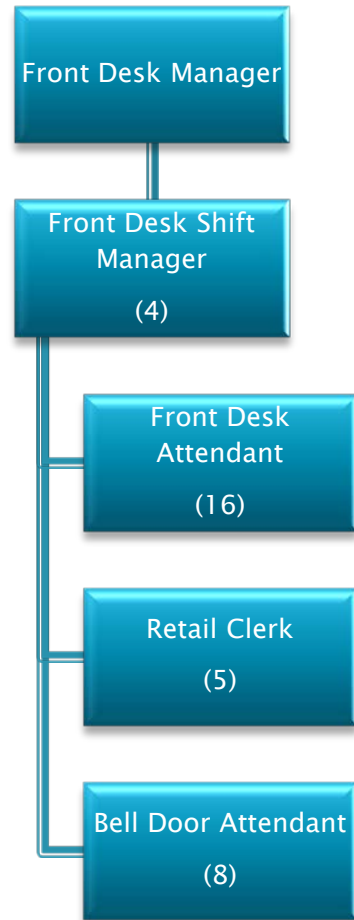 Front Desk Manager
Front Desk Shift
Manager
(4)
Front Desk
Attendant
(16)
Retail Clerk
(5)
Bell Door Attendant
(8)